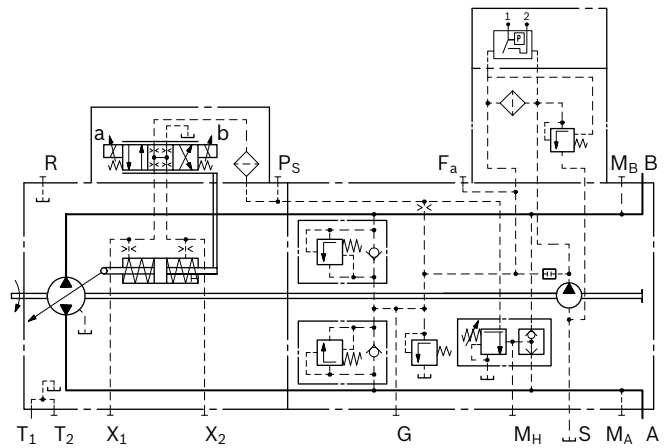 1 2
P
a b
R P_S F_a M_B B
T_1 T_2 X_1 X_2 G M_H S M_A A